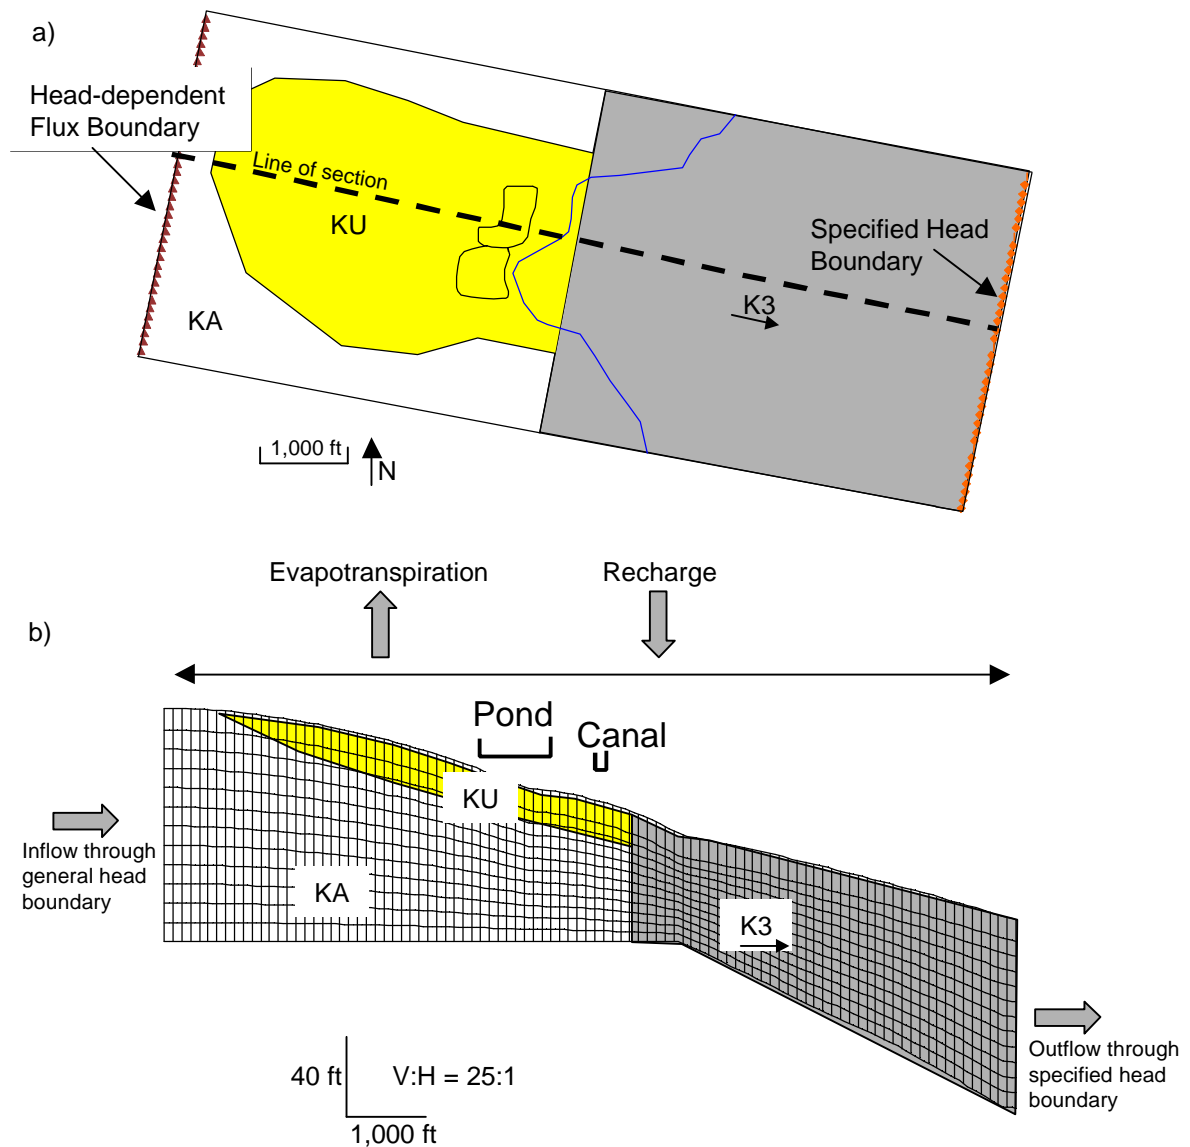 a)
Head-dependent
Flux Boundary
Line of section
KU
KA
Specified Head
Boundary
K3
1,000 ft
N
Evapotranspiration
Recharge
b)
Pond
Canal
KU
Inflow through
general head
boundary
KA
K3
40 ft
V:H = 25:1
1,000 ft
Outflow through
specified head
boundary